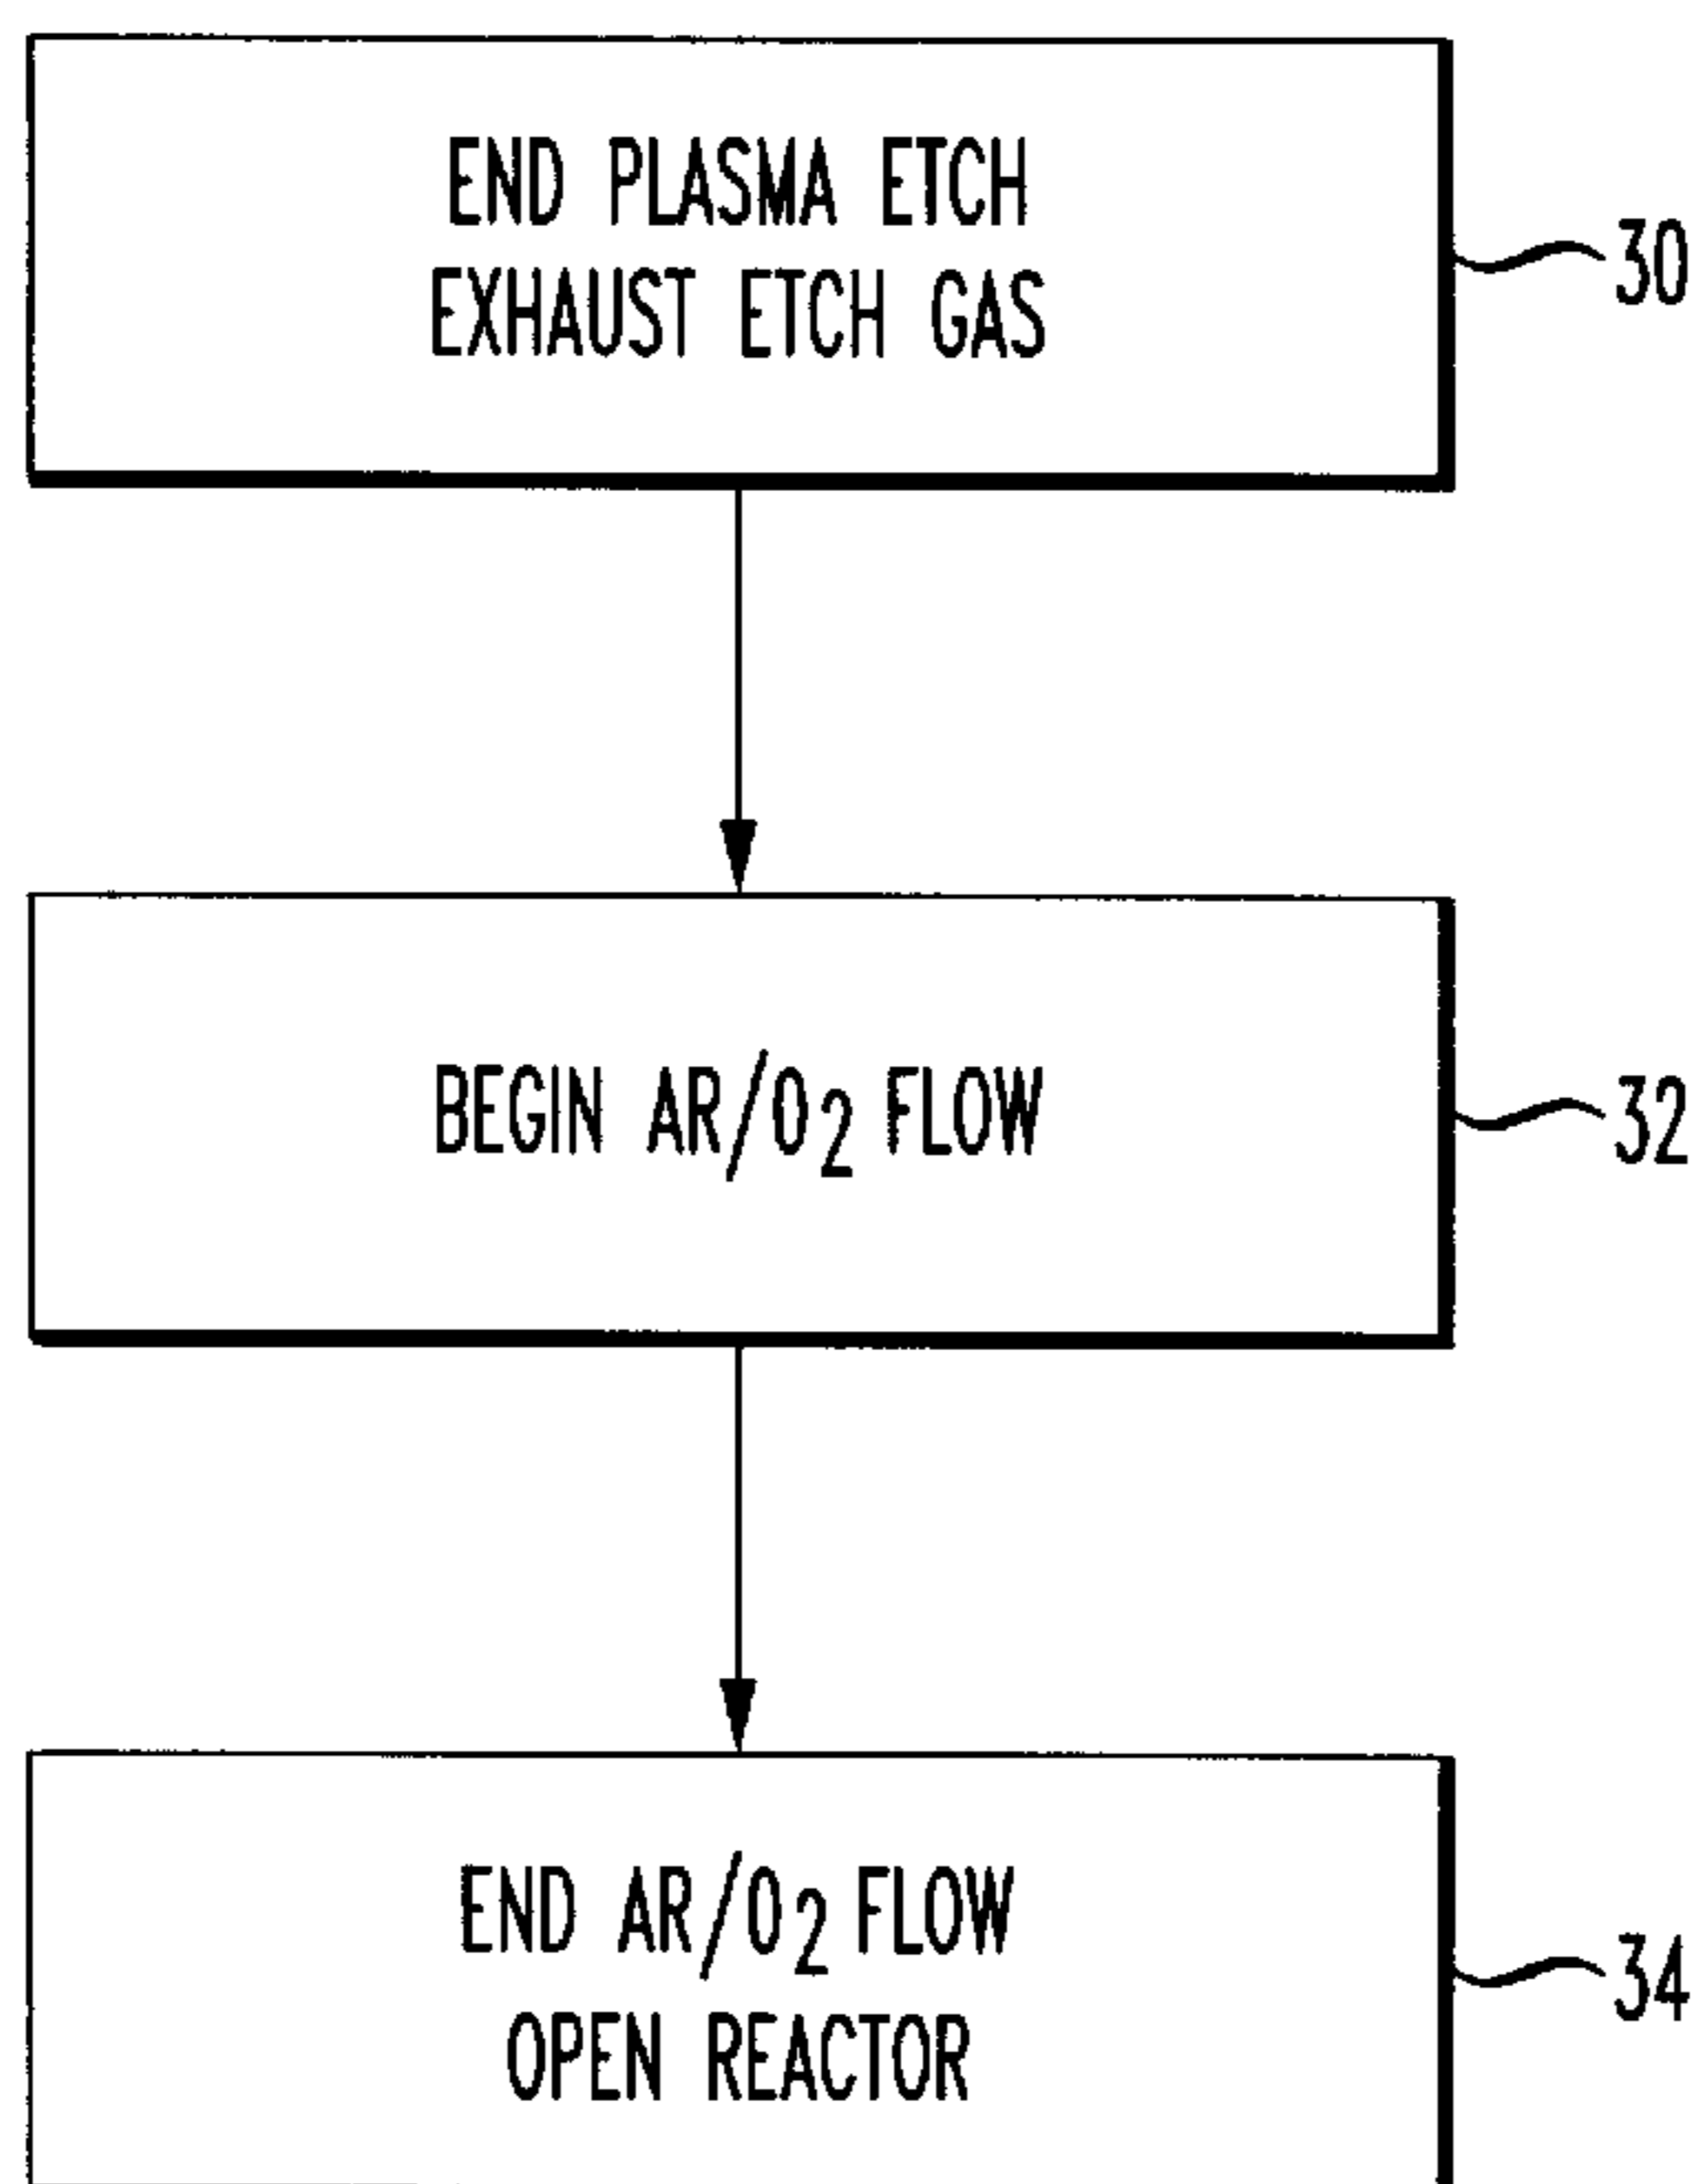 END PLASMA ETCH
EXHAUST ETCH GAS
30
BEGIN AR/O₂ FLOW
32
END AR/O₂ FLOW
OPEN REACTOR
34